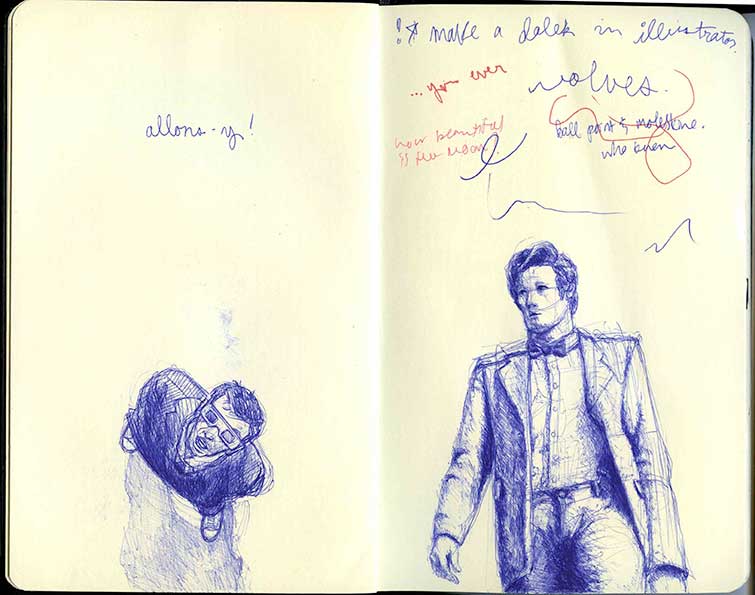 allons-y!
make a dalek in illustrator.
...you ever
wolves.
ball point & moleskine.
who knew
how beautiful
is the moon.